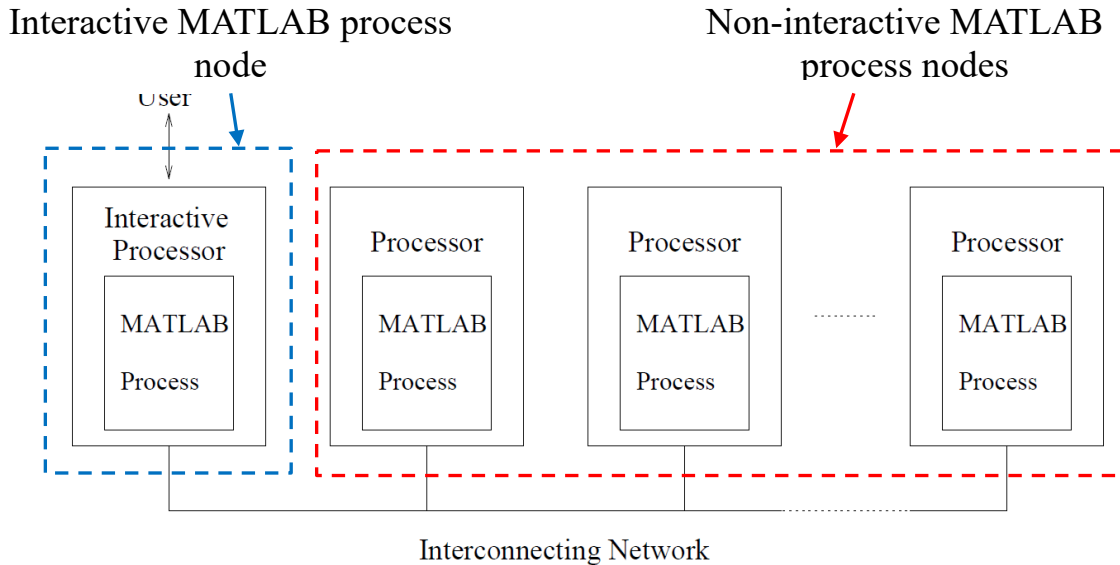 Interactive MATLAB process
node
Non-interactive MATLAB
process nodes
User
Interactive
Processor
MATLAB
Process
Processor
MATLAB
Process
Processor
MATLAB
Process
Processor
MATLAB
Process
Interconnecting Network